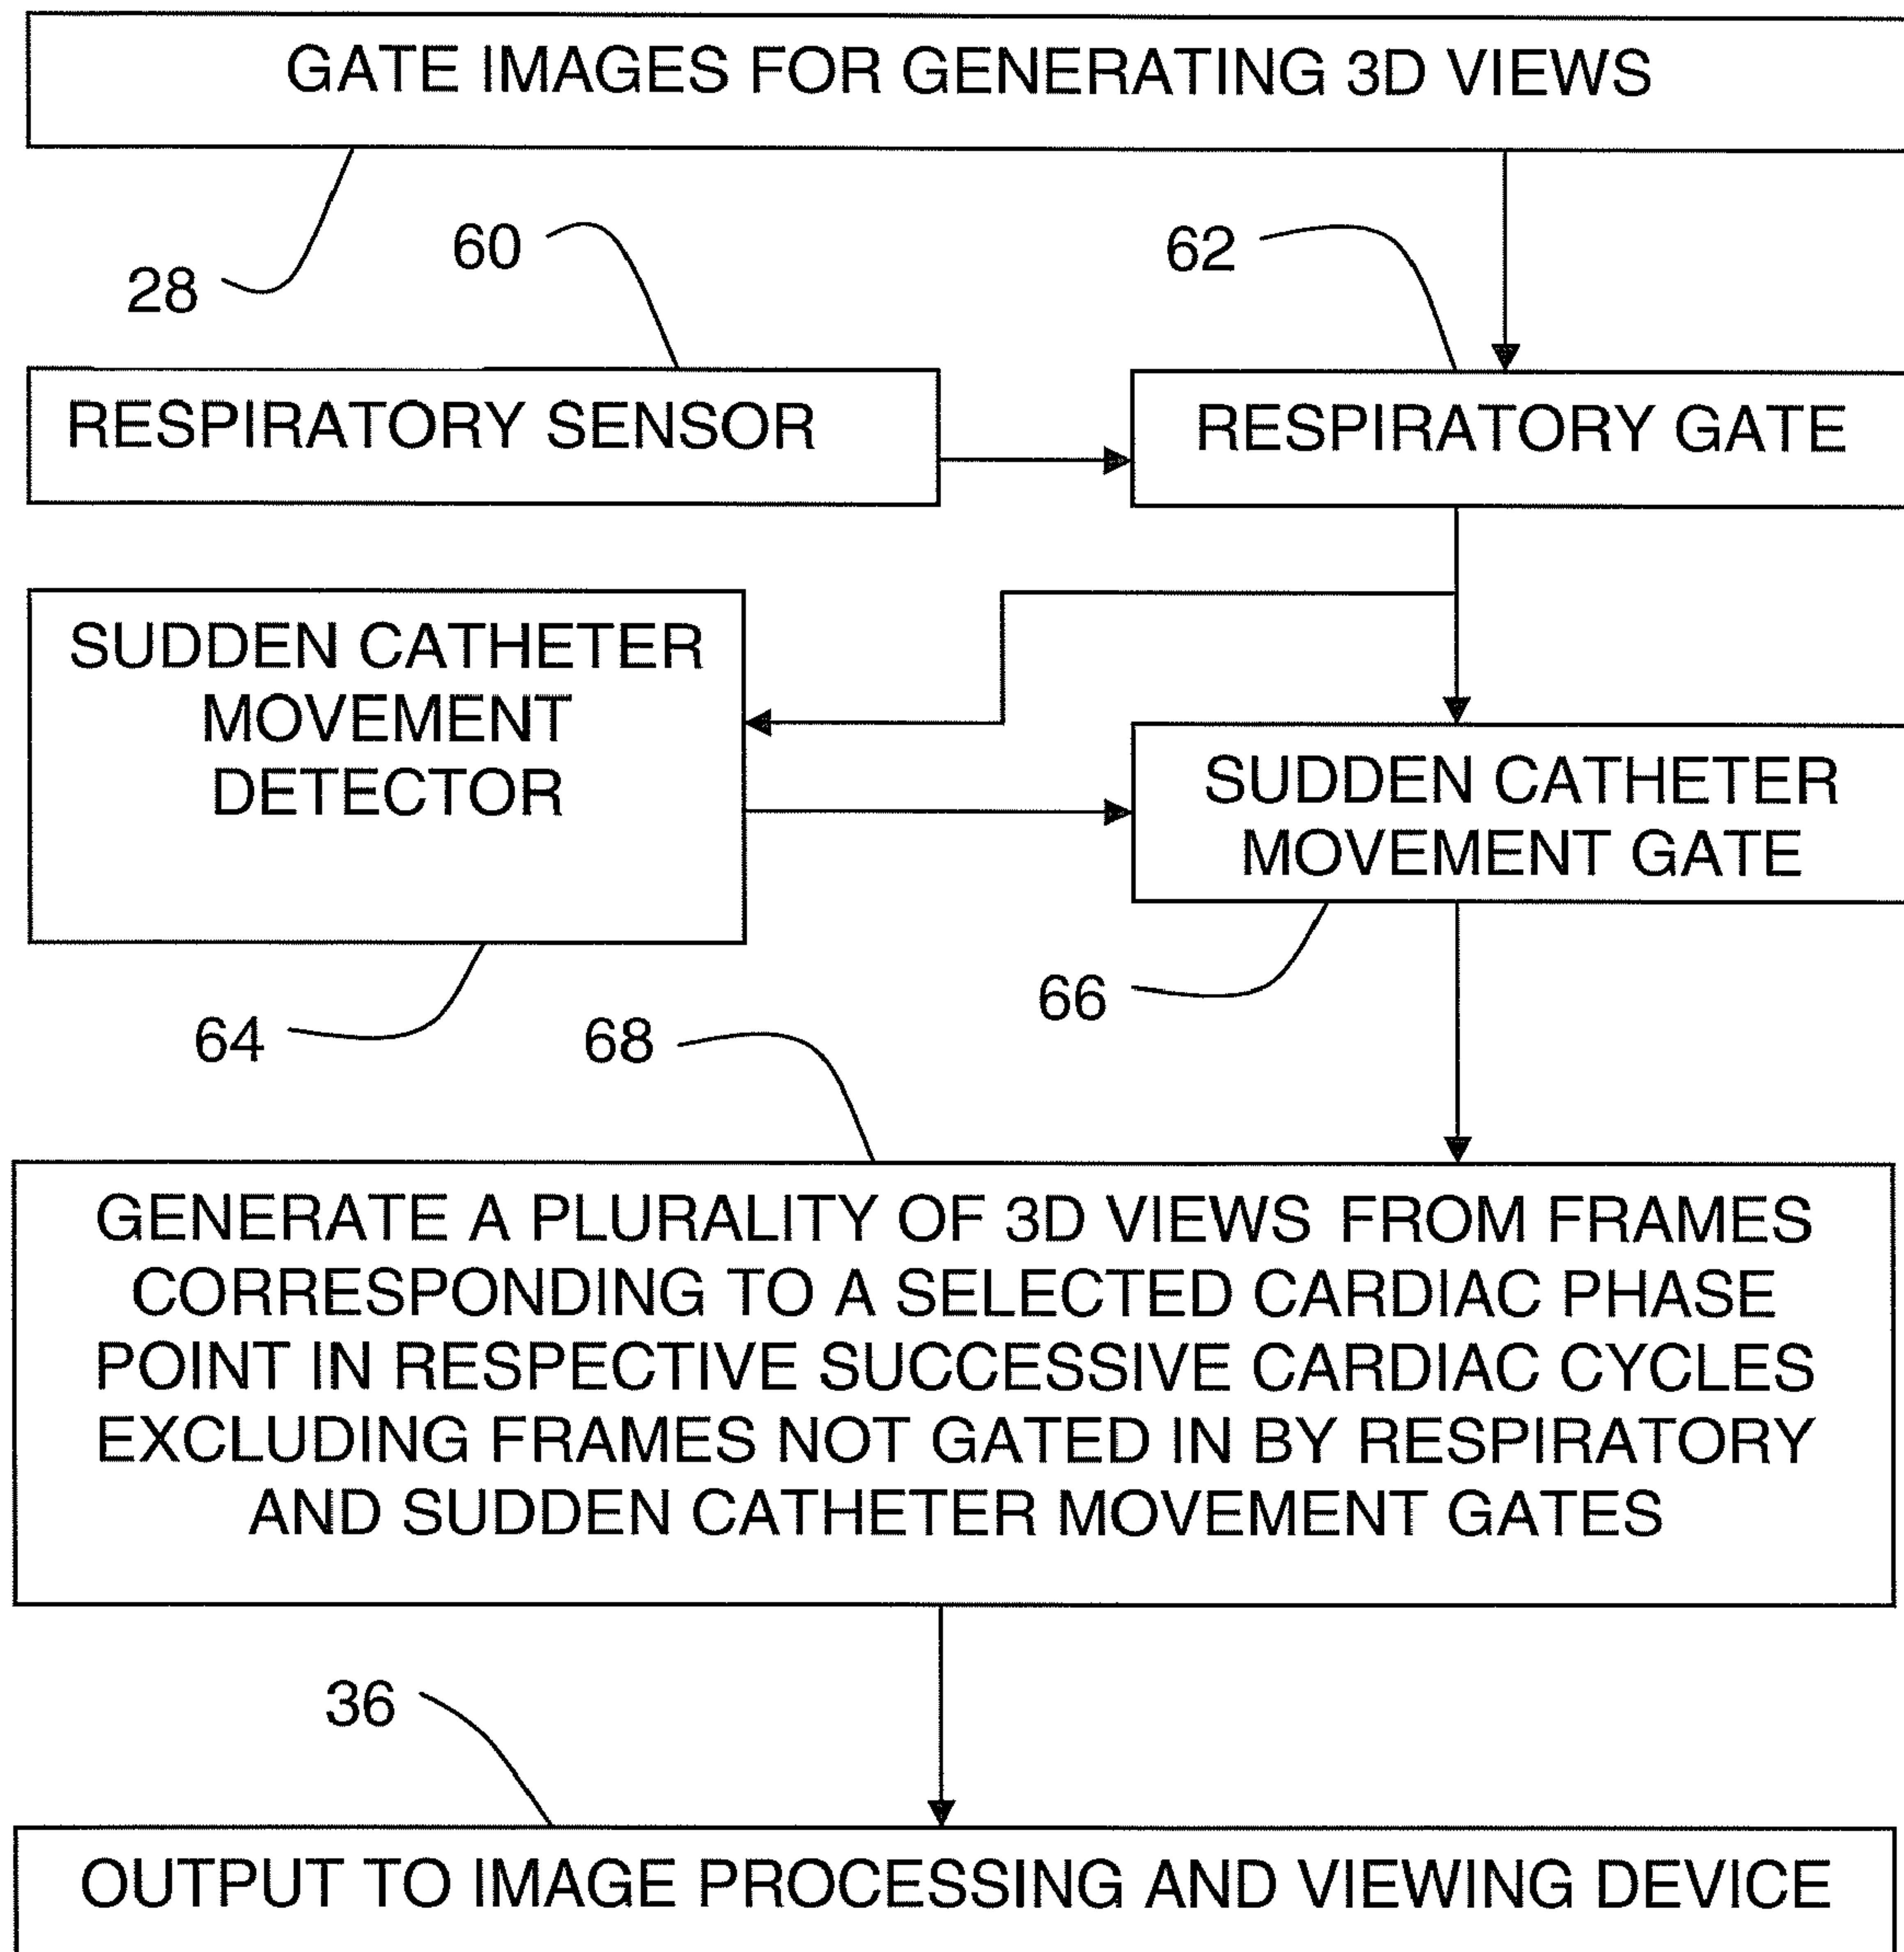 GATE IMAGES FOR GENERATING 3D VIEWS
28
60
62
RESPIRATORY SENSOR
RESPIRATORY GATE
SUDDEN CATHETER
MOVEMENT
DETECTOR
SUDDEN CATHETER
MOVEMENT GATE
64
66
68
GENERATE A PLURALITY OF 3D VIEWS FROM FRAMES
CORRESPONDING TO A SELECTED CARDIAC PHASE
POINT IN RESPECTIVE SUCCESSIVE CARDIAC CYCLES
EXCLUDING FRAMES NOT GATED IN BY RESPIRATORY
AND SUDDEN CATHETER MOVEMENT GATES
36
OUTPUT TO IMAGE PROCESSING AND VIEWING DEVICE